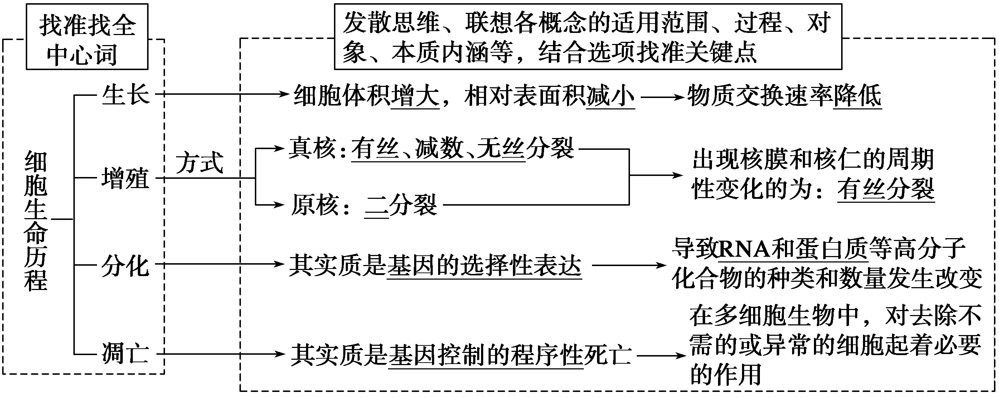 找准找全
中心词
发散思维、联想各概念的适用范围、过程、对
象、本质内涵等，结合选项找准关键点
细胞生命历程
生长
细胞体积增大，相对表面积减小
物质交换速率降低
增殖
方式
真核：有丝、减数、无丝分裂
原核：二分裂
出现核膜和核仁的周期
性变化的为：有丝分裂
分化
其实质是基因的选择性表达
导致RNA和蛋白质等高分子
化合物的种类和数量发生改变
凋亡
其实质是基因控制的程序性死亡
在多细胞生物中，对去除不
需的或异常的细胞起着必要
的作用